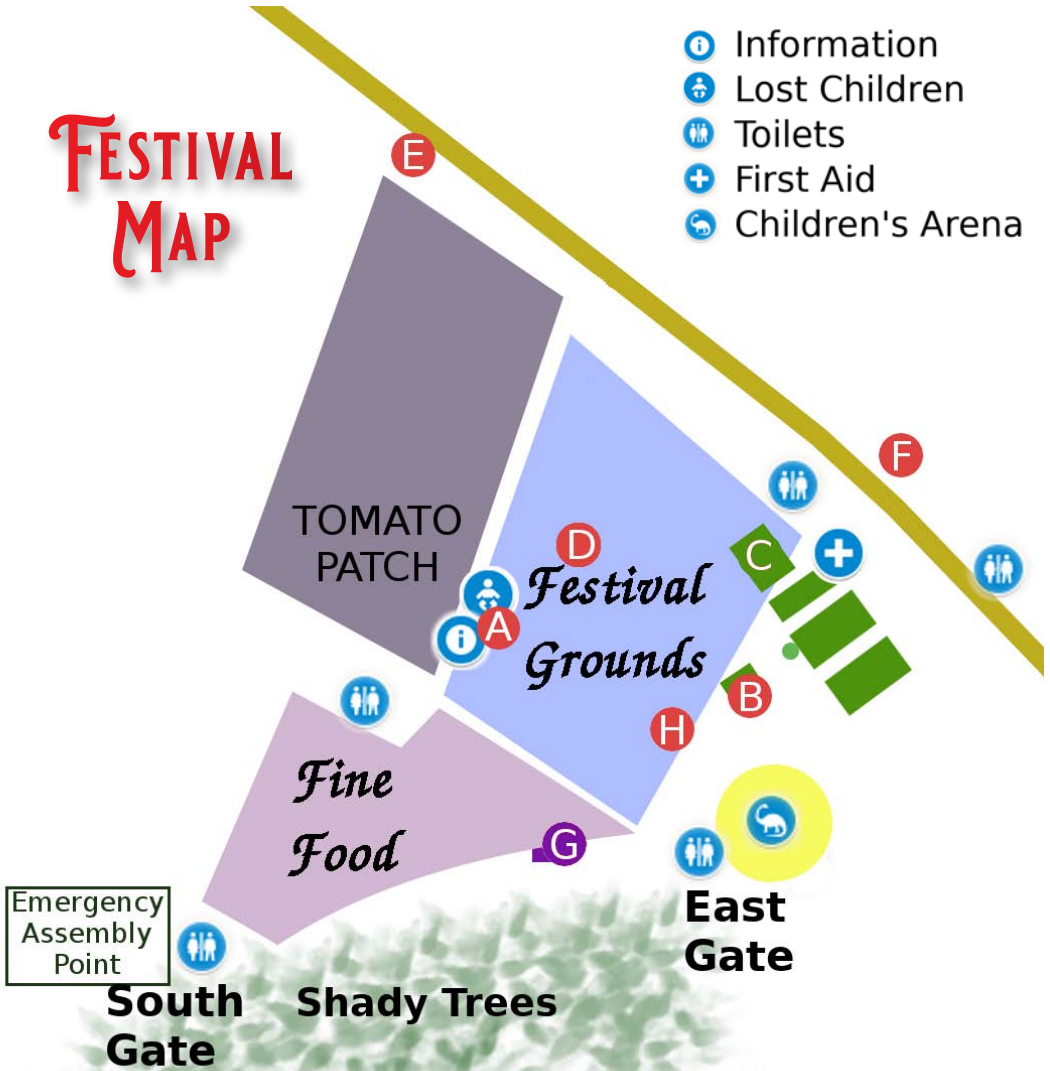 FESTIVAL
MAP
Information
Lost Children
Toilets
First Aid
Children's Arena
E
F
TOMATO
PATCH
D
C
Festival
Grounds
A
B
H
Fine
Food
G
East
Gate
Emergency
Assembly
Point
South
Gate
Shady Trees